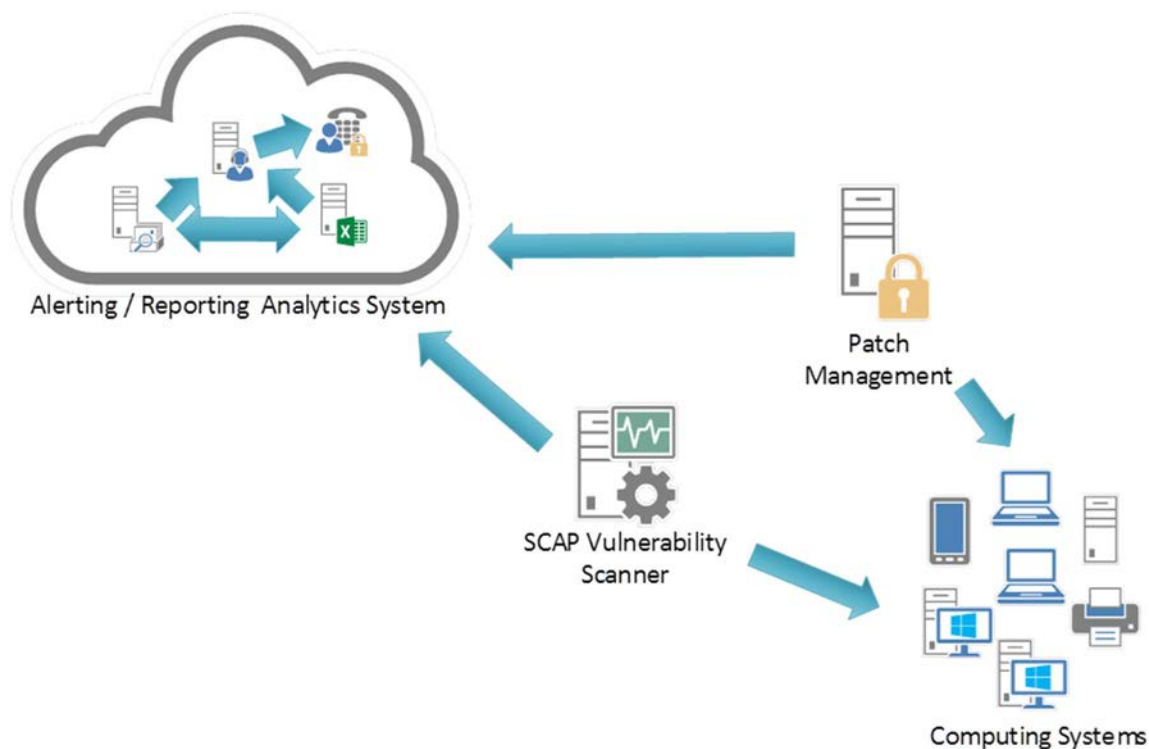 Alerting / Reporting Analytics System
Patch
Management
SCAP Vulnerability
Scanner
Computing Systems